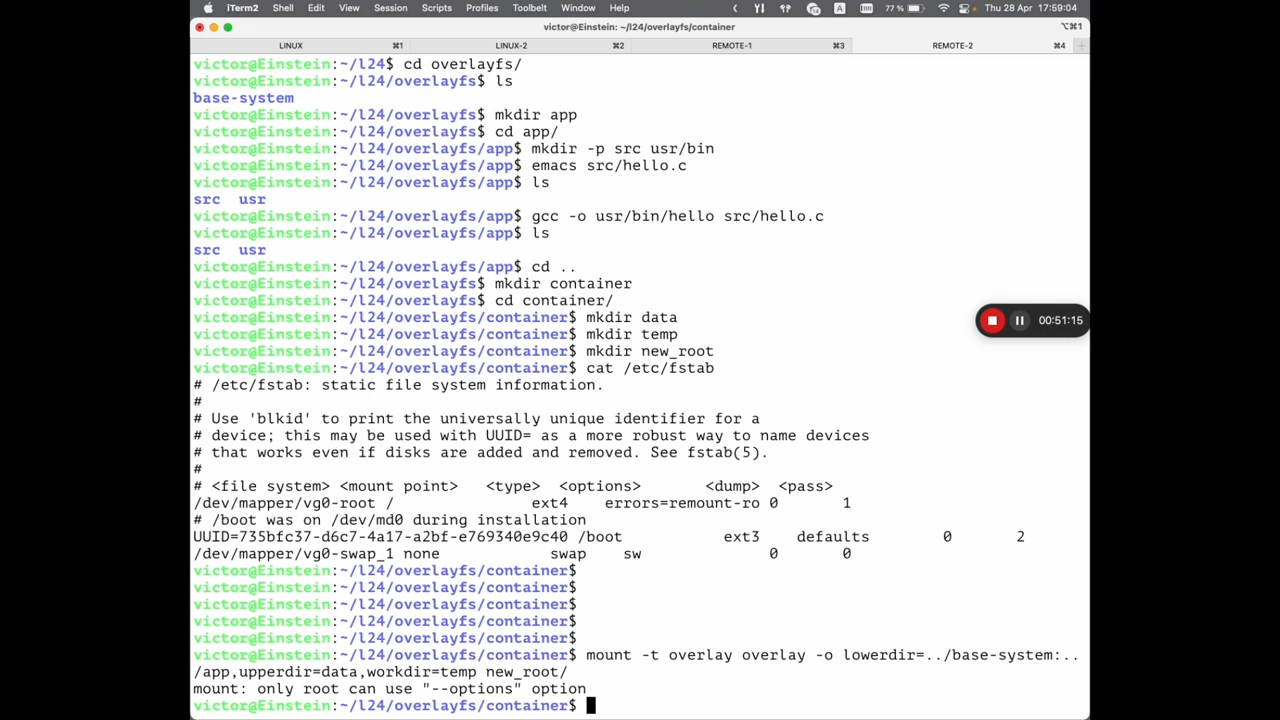 iTerm2 Shell Edit View Session Scripts Profiles Toolbelt Window Help 77 % Thu 28 Apr 17:59:04
victor@Einstein: ~/l24/overlayfs/container ⌥⌘1
LINUX ⌘1 LINUX-2 ⌘2 REMOTE-1 ⌘3 REMOTE-2 ⌘4
victor@Einstein:~/l24$ cd overlayfs/
victor@Einstein:~/l24/overlayfs$ ls
base-system
victor@Einstein:~/l24/overlayfs$ mkdir app
victor@Einstein:~/l24/overlayfs$ cd app/
victor@Einstein:~/l24/overlayfs/app$ mkdir -p src usr/bin
victor@Einstein:~/l24/overlayfs/app$ emacs src/hello.c
victor@Einstein:~/l24/overlayfs/app$ ls
src  usr
victor@Einstein:~/l24/overlayfs/app$ gcc -o usr/bin/hello src/hello.c
victor@Einstein:~/l24/overlayfs/app$ ls
src  usr
victor@Einstein:~/l24/overlayfs/app$ cd ..
victor@Einstein:~/l24/overlayfs$ mkdir container
victor@Einstein:~/l24/overlayfs$ cd container/
victor@Einstein:~/l24/overlayfs/container$ mkdir data
00:51:15
victor@Einstein:~/l24/overlayfs/container$ mkdir temp
victor@Einstein:~/l24/overlayfs/container$ mkdir new_root
victor@Einstein:~/l24/overlayfs/container$ cat /etc/fstab
# /etc/fstab: static file system information.
#
# Use 'blkid' to print the universally unique identifier for a
# device; this may be used with UUID= as a more robust way to name devices
# that works even if disks are added and removed. See fstab(5).
#
# <file system> <mount point>   <type>  <options>       <dump>  <pass>
/dev/mapper/vg0-root /               ext4    errors=remount-ro 0       1
# /boot was on /dev/md0 during installation
UUID=735bfc37-d6c7-4a17-a2bf-e769340e9c40 /boot           ext3    defaults        0       2
/dev/mapper/vg0-swap_1 none            swap    sw              0       0
victor@Einstein:~/l24/overlayfs/container$
victor@Einstein:~/l24/overlayfs/container$
victor@Einstein:~/l24/overlayfs/container$
victor@Einstein:~/l24/overlayfs/container$
victor@Einstein:~/l24/overlayfs/container$
victor@Einstein:~/l24/overlayfs/container$ mount -t overlay overlay -o lowerdir=../base-system:..
/app,upperdir=data,workdir=temp new_root/
mount: only root can use "--options" option
victor@Einstein:~/l24/overlayfs/container$